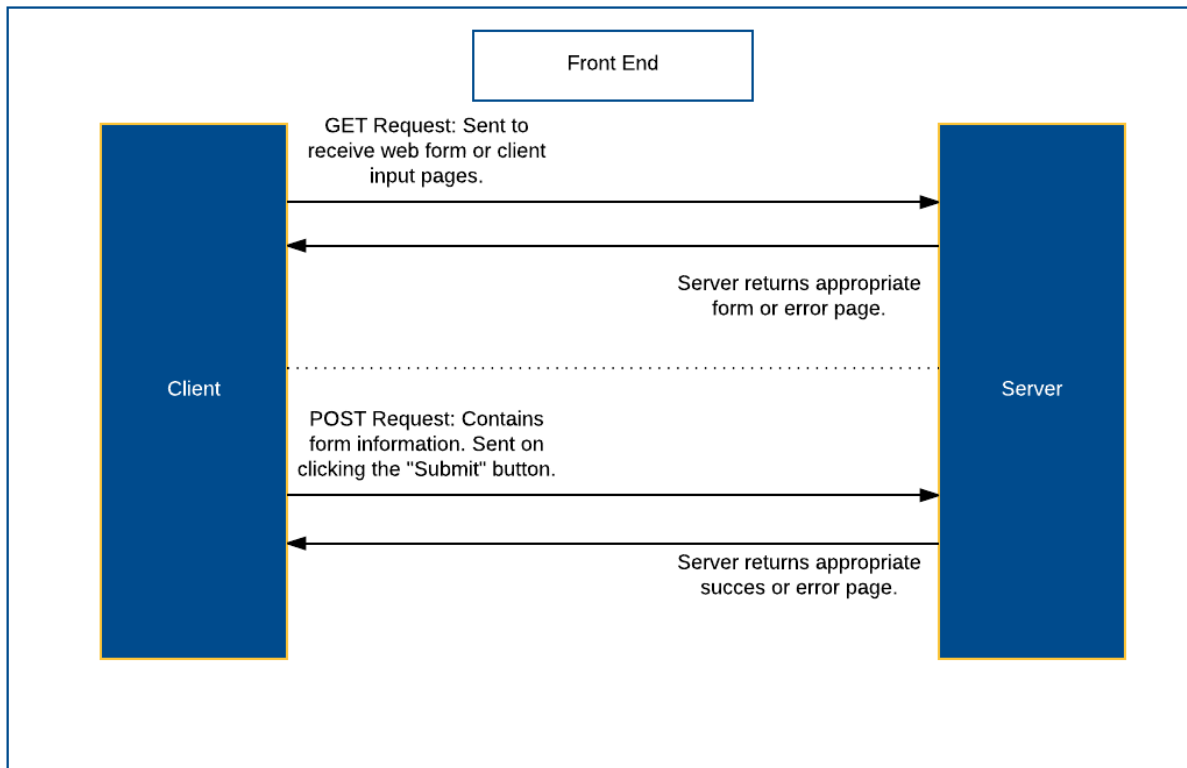 Front End
GET Request: Sent to
receive web form or client
input pages.
Server returns appropriate
form or error page.
Client
Server
POST Request: Contains
form information. Sent on
clicking the "Submit" button.
Server returns appropriate
succes or error page.